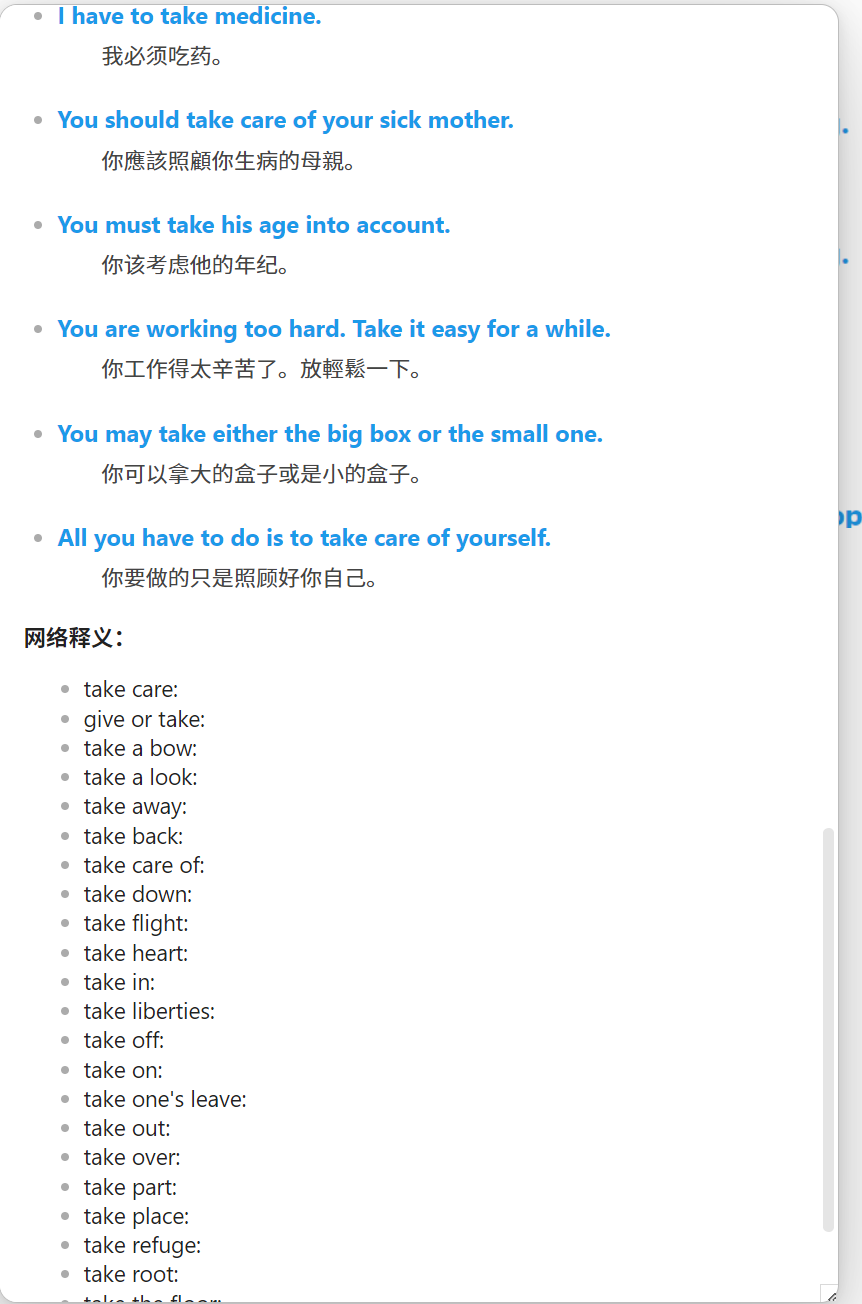 I have to take medicine.
我必须吃药。
You should take care of your sick mother.
你應該照顧你生病的母親。
You must take his age into account.
你该考虑他的年纪。
You are working too hard. Take it easy for a while.
你工作得太辛苦了。放輕鬆一下。
You may take either the big box or the small one.
你可以拿大的盒子或是小的盒子。
All you have to do is to take care of yourself.
你要做的只是照顾好你自己。
网络释义：
take care:
give or take:
take a bow:
take a look:
take away:
take back:
take care of:
take down:
take flight:
take heart:
take in:
take liberties:
take off:
take on:
take one's leave:
take out:
take over:
take part:
take place:
take refuge:
take root:
take the floor: